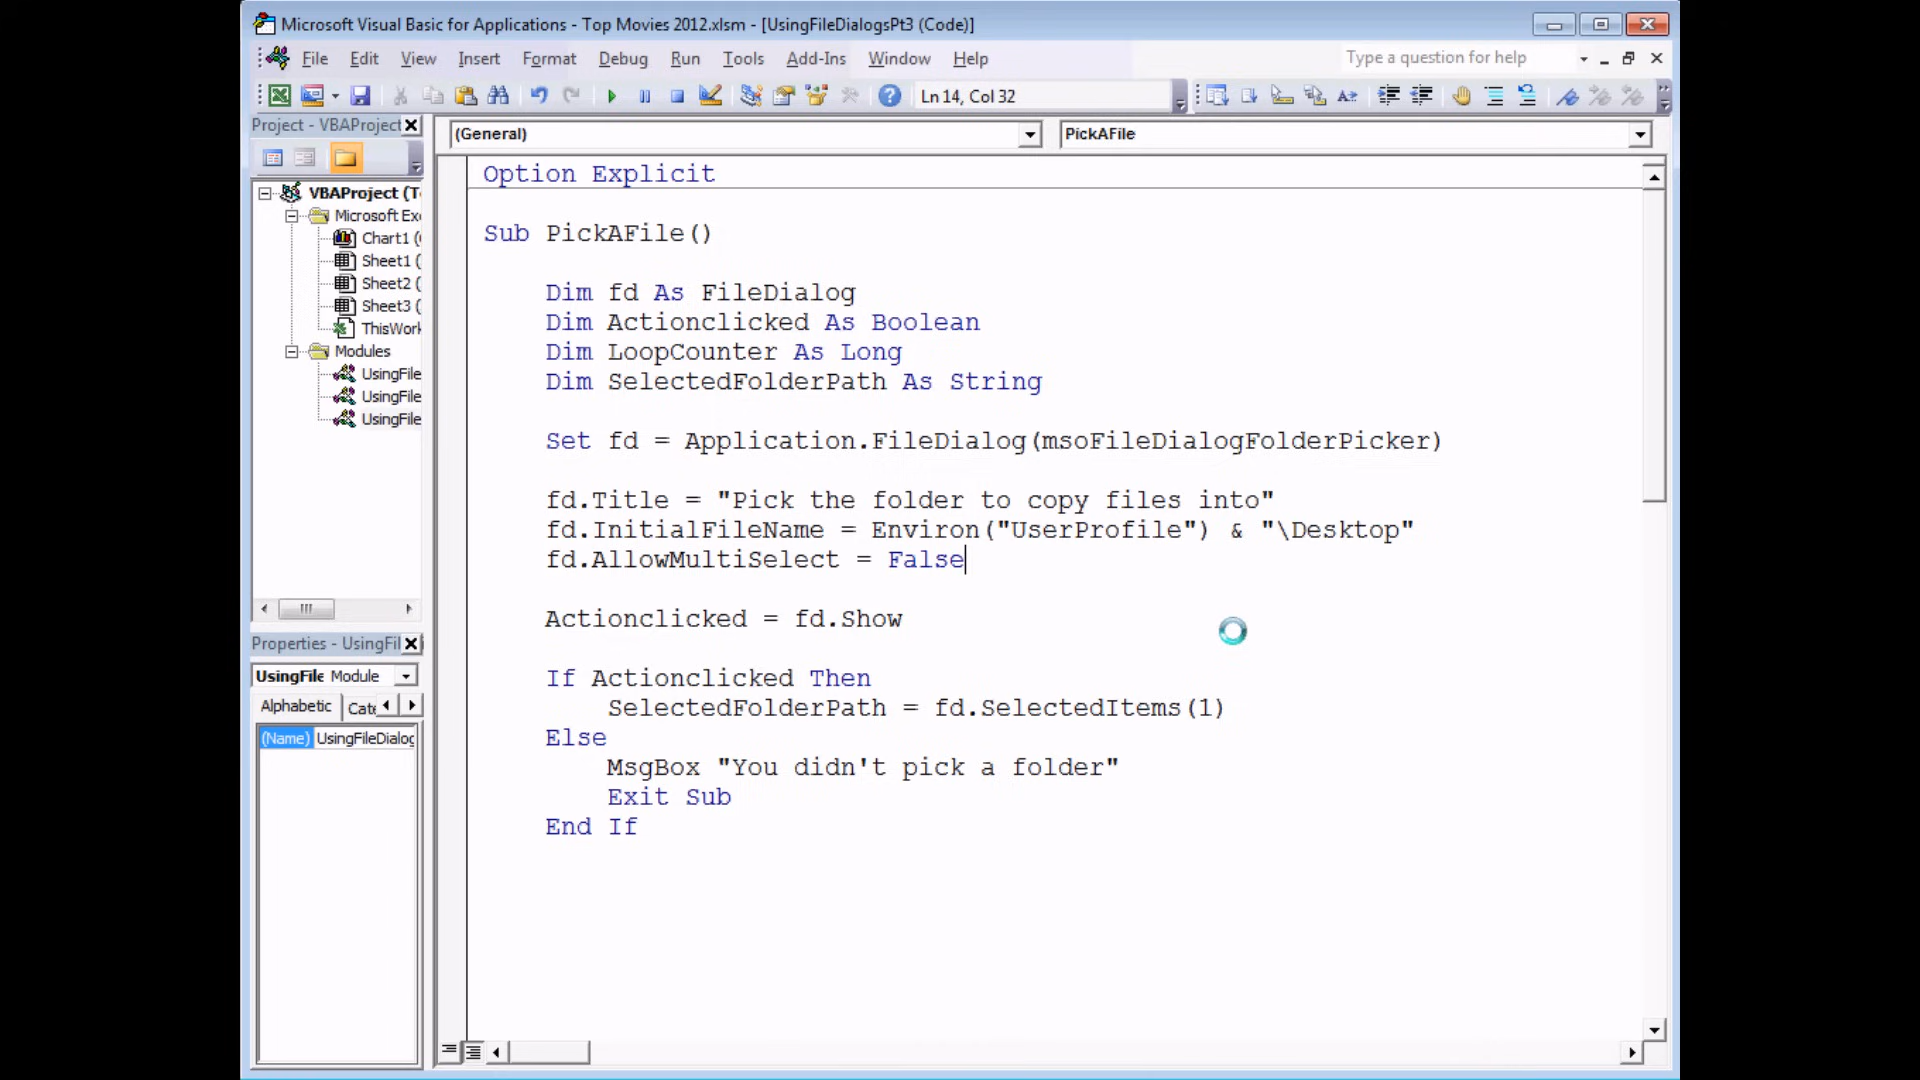 Microsoft Visual Basic for Applications - Top Movies 2012.xlsm - [UsingFileDialogsPt3 (Code)]
File Edit View Insert Format Debug Run Tools Add-Ins Window Help
Type a question for help
Ln 14, Col 32
Project - VBAProject
(General)
PickAFile
VBAProject (T
Microsoft Ex
Chart1 (
Sheet1 (
Sheet2 (
Sheet3 (
ThisWor
Modules
UsingFile
UsingFile
UsingFile
Properties - UsingFil
UsingFile Module
Alphabetic Cate
(Name) UsingFileDialog
Option Explicit
Sub PickAFile()
Dim fd As FileDialog
Dim Actionclicked As Boolean
Dim LoopCounter As Long
Dim SelectedFolderPath As String
Set fd = Application.FileDialog(msoFileDialogFolderPicker)
fd.Title = "Pick the folder to copy files into"
fd.InitialFileName = Environ("UserProfile") & "\Desktop"
fd.AllowMultiSelect = False
Actionclicked = fd.Show
If Actionclicked Then
SelectedFolderPath = fd.SelectedItems(1)
Else
MsgBox "You didn't pick a folder"
Exit Sub
End If